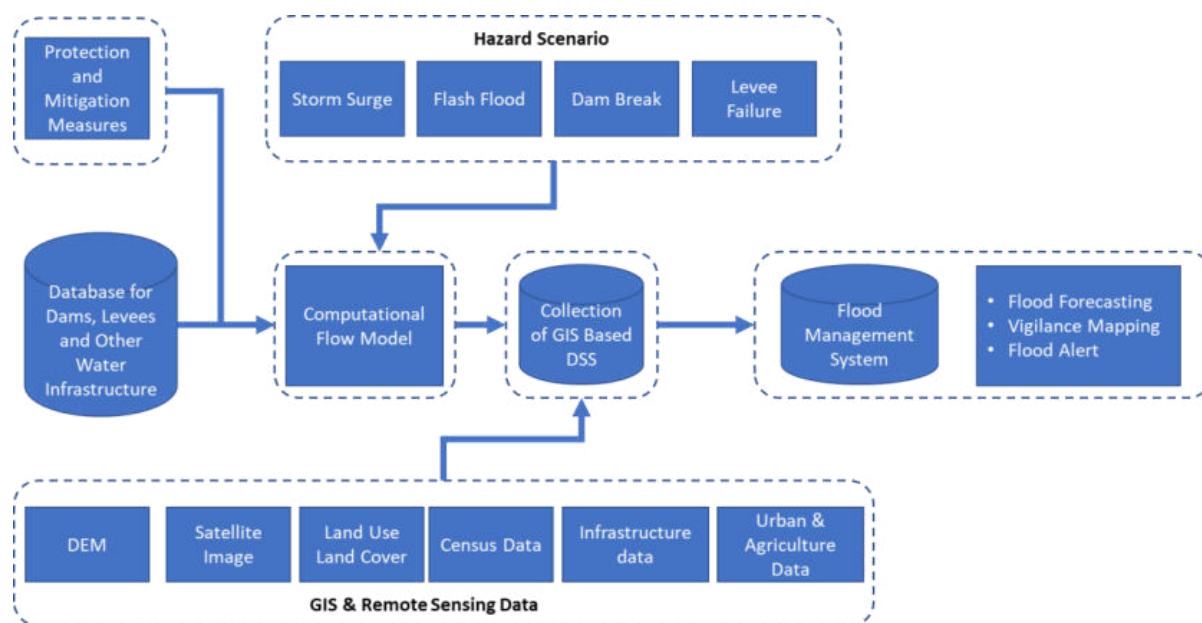 Protection
and
Mitigation
Measures
Hazard Scenario
Storm Surge
Flash Flood
Dam Break
Levee
Failure
Database for
Dams, Levees
and Other
Water
Infrastructure
Computational
Flow Model
Collection
of GIS Based
DSS
Flood
Management
System
• Flood Forecasting
• Vigilance Mapping
• Flood Alert
DEM
Satellite
Image
Land Use
Land Cover
Census Data
Infrastructure
data
Urban &
Agriculture
Data
GIS & Remote Sensing Data